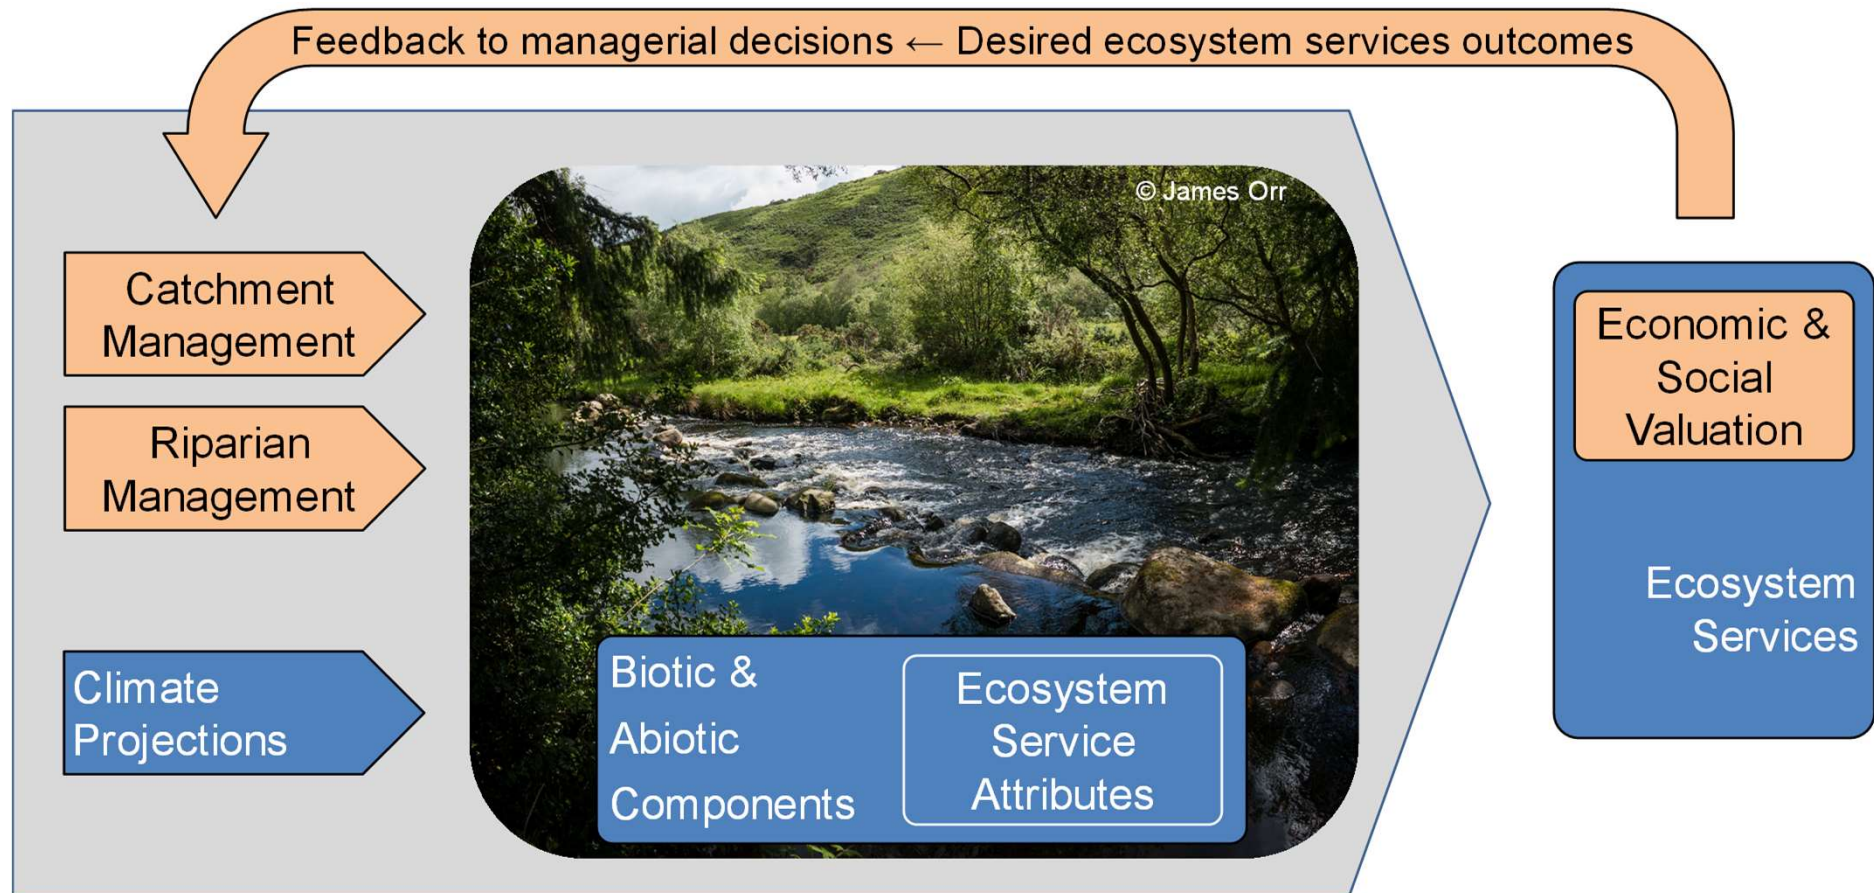 Feedback to managerial decisions ← Desired ecosystem services outcomes
© James Orr
Catchment
Management
Riparian
Management
Climate
Projections
Biotic &
Abiotic
Components
Ecosystem
Service
Attributes
Economic &
Social
Valuation
Ecosystem
Services